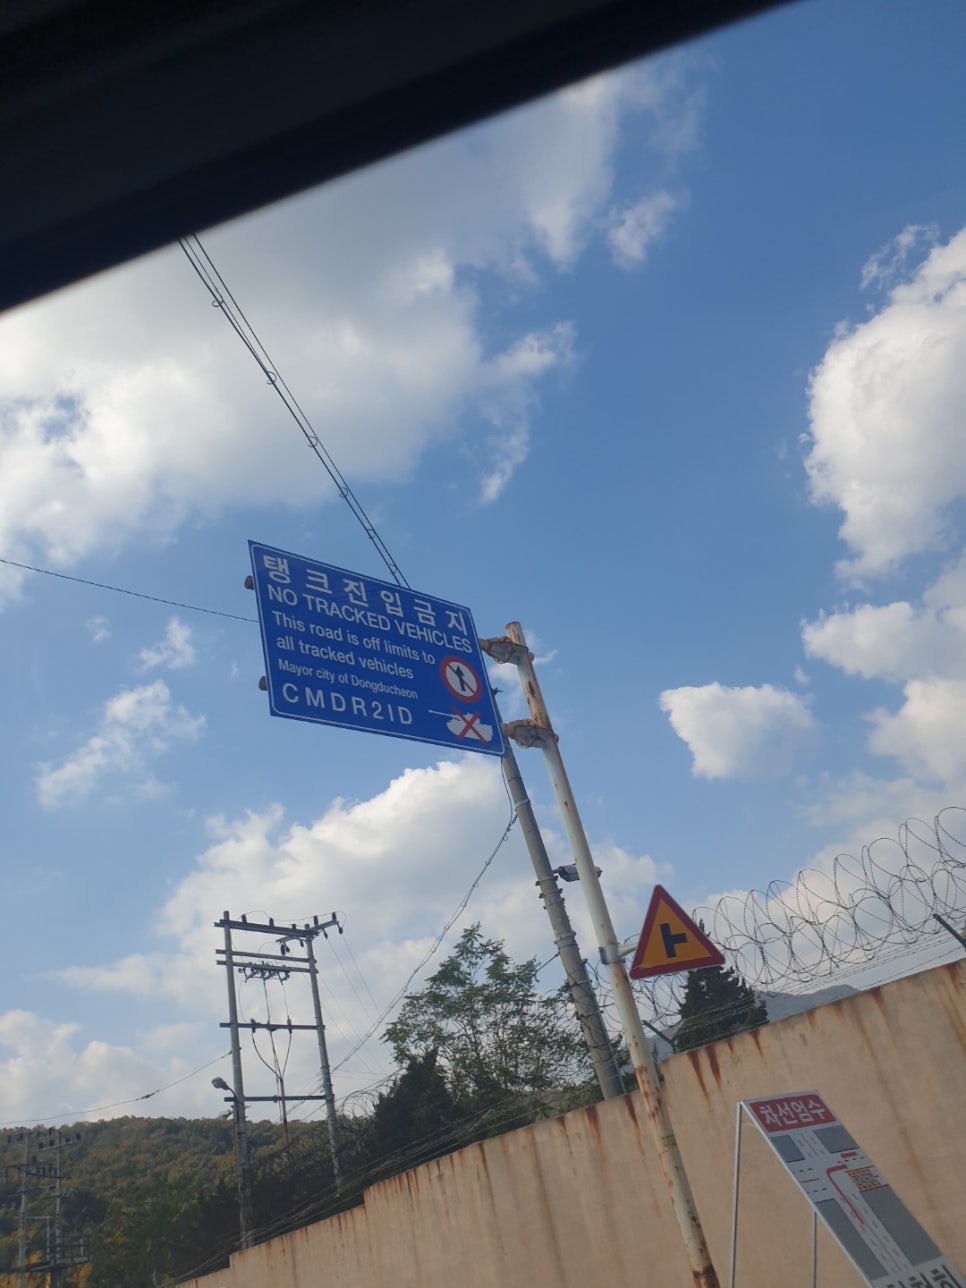 탱크진입금지
NO TRACKED VEHICLES
This road is off limits to
all tracked vehicles
Mayor city of Dongducheon
CMDR2ID
차선엄수